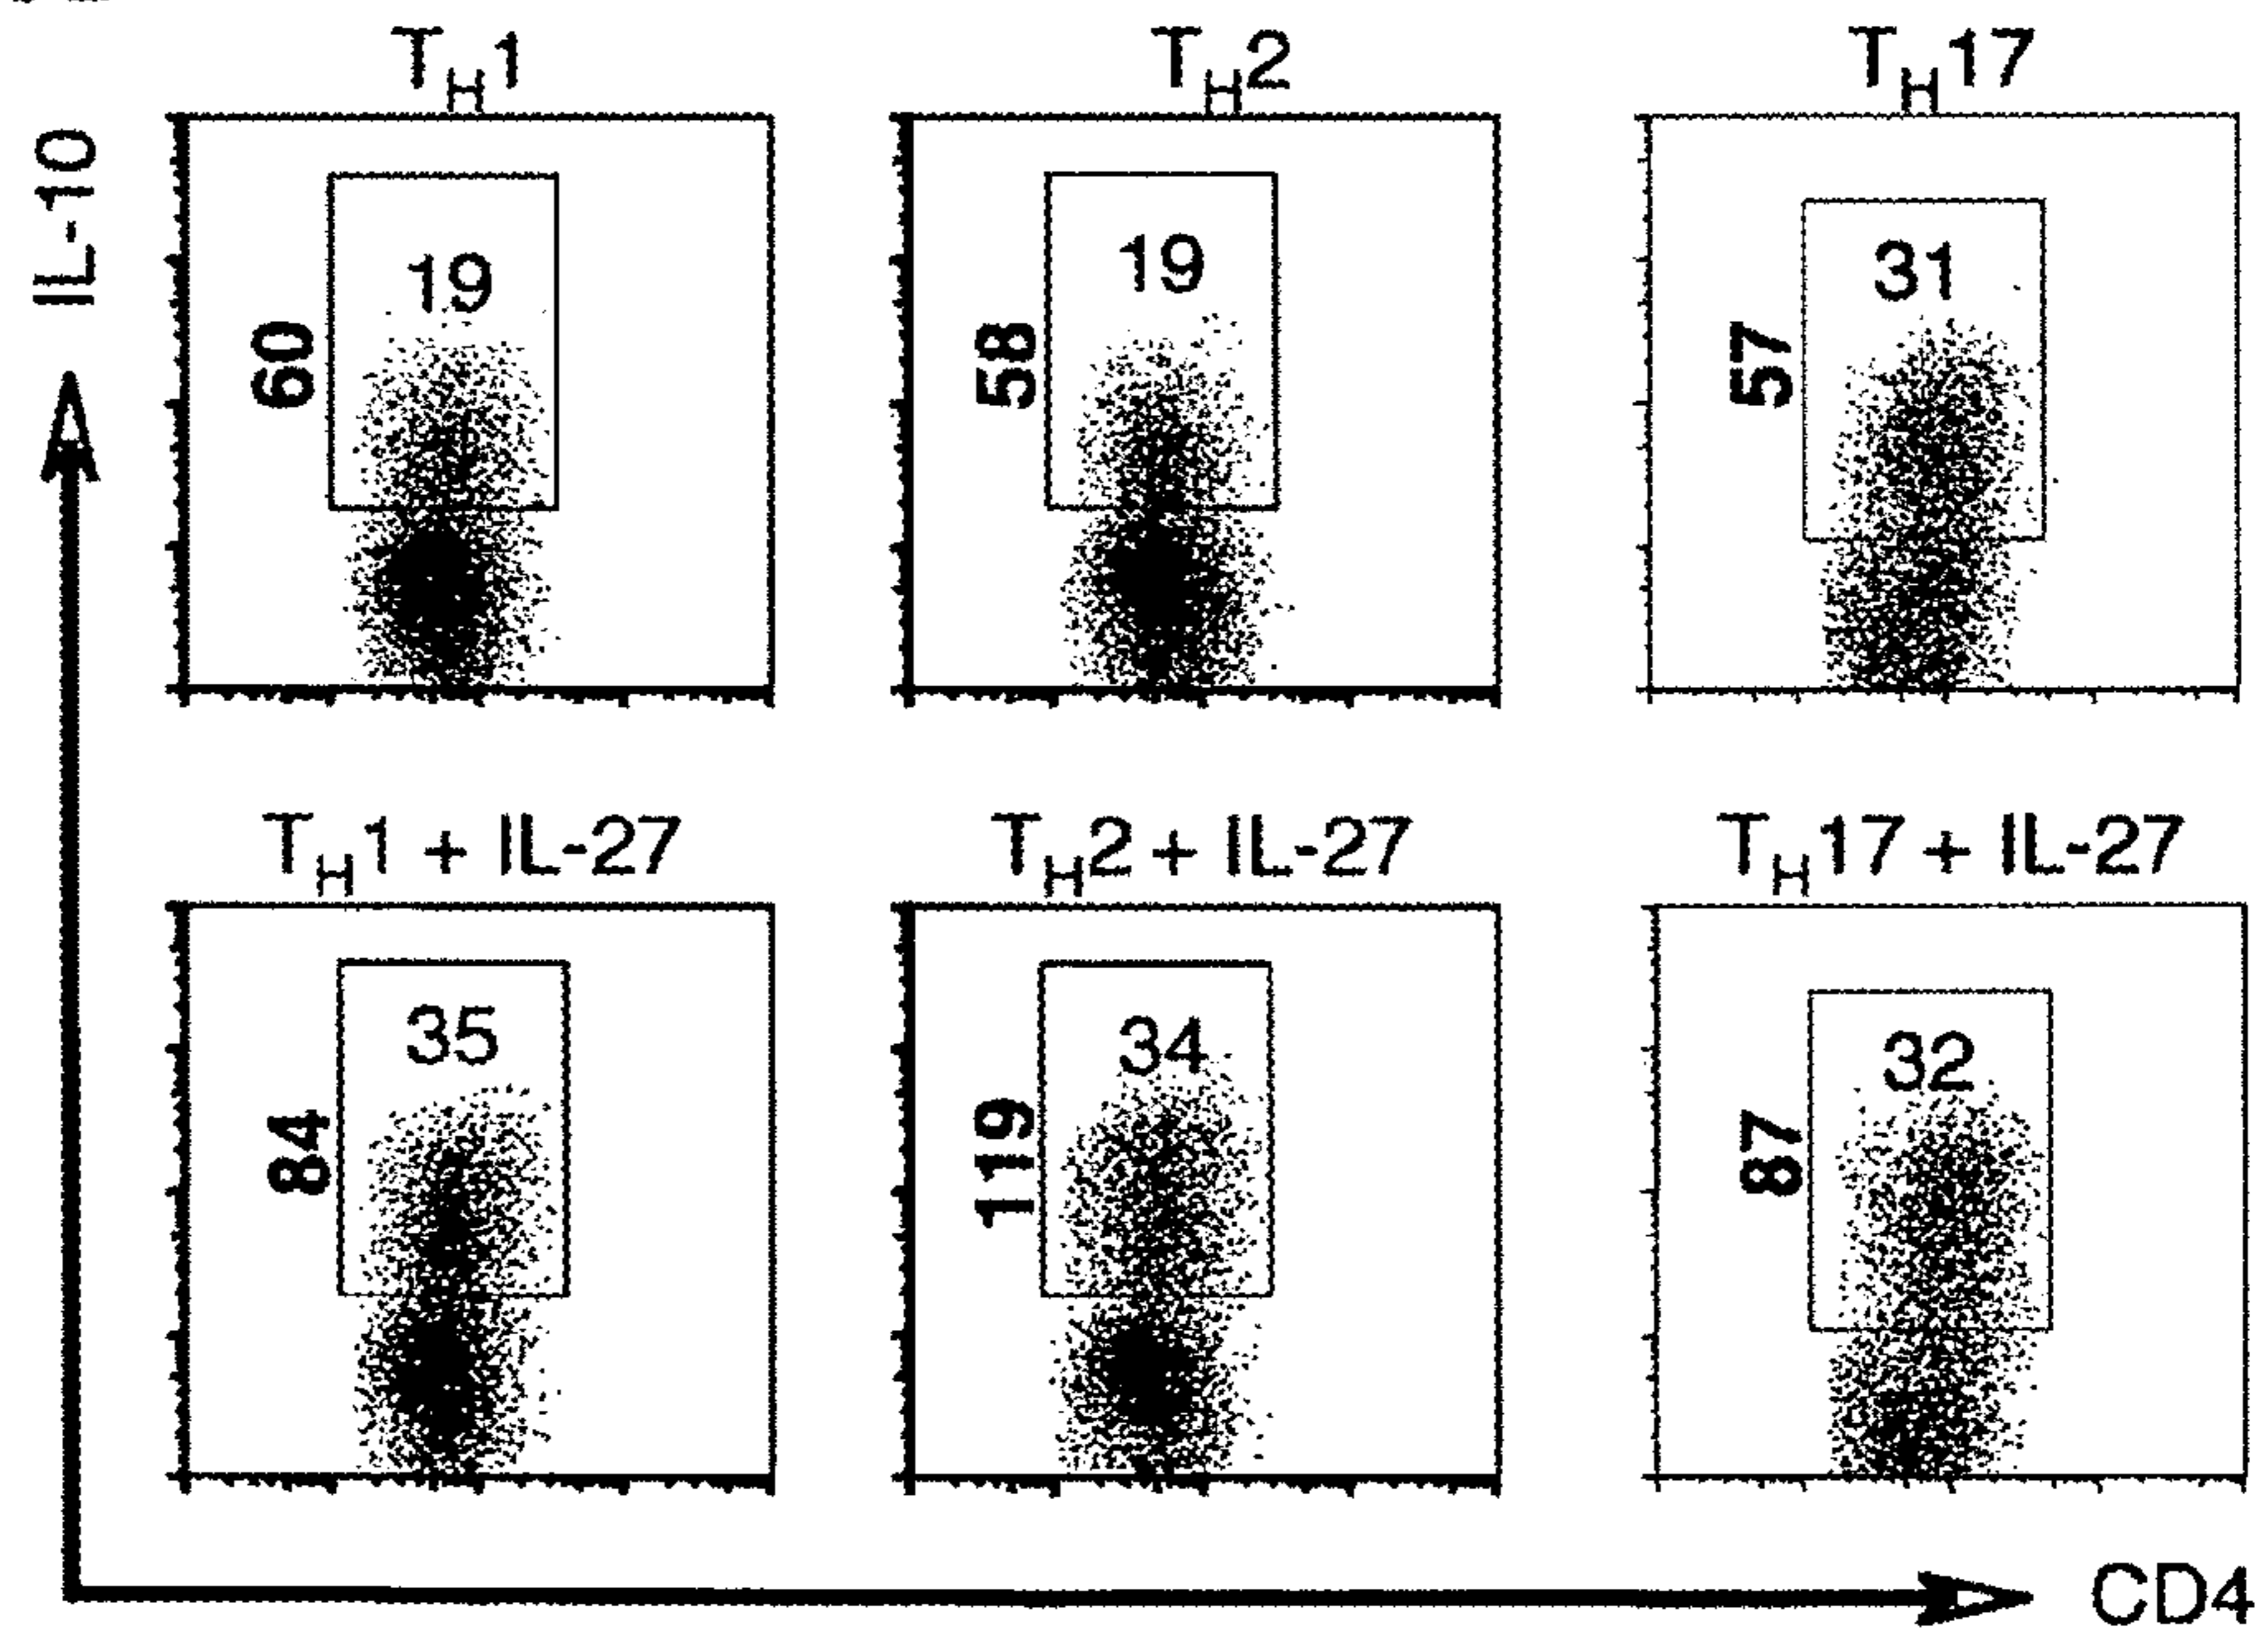 TH1 TH2 TH17
IL-10
19 19 31
60 58 57
TH1 + IL-27 TH2 + IL-27 TH17 + IL-27
35 34 32
84 119 87
CD4